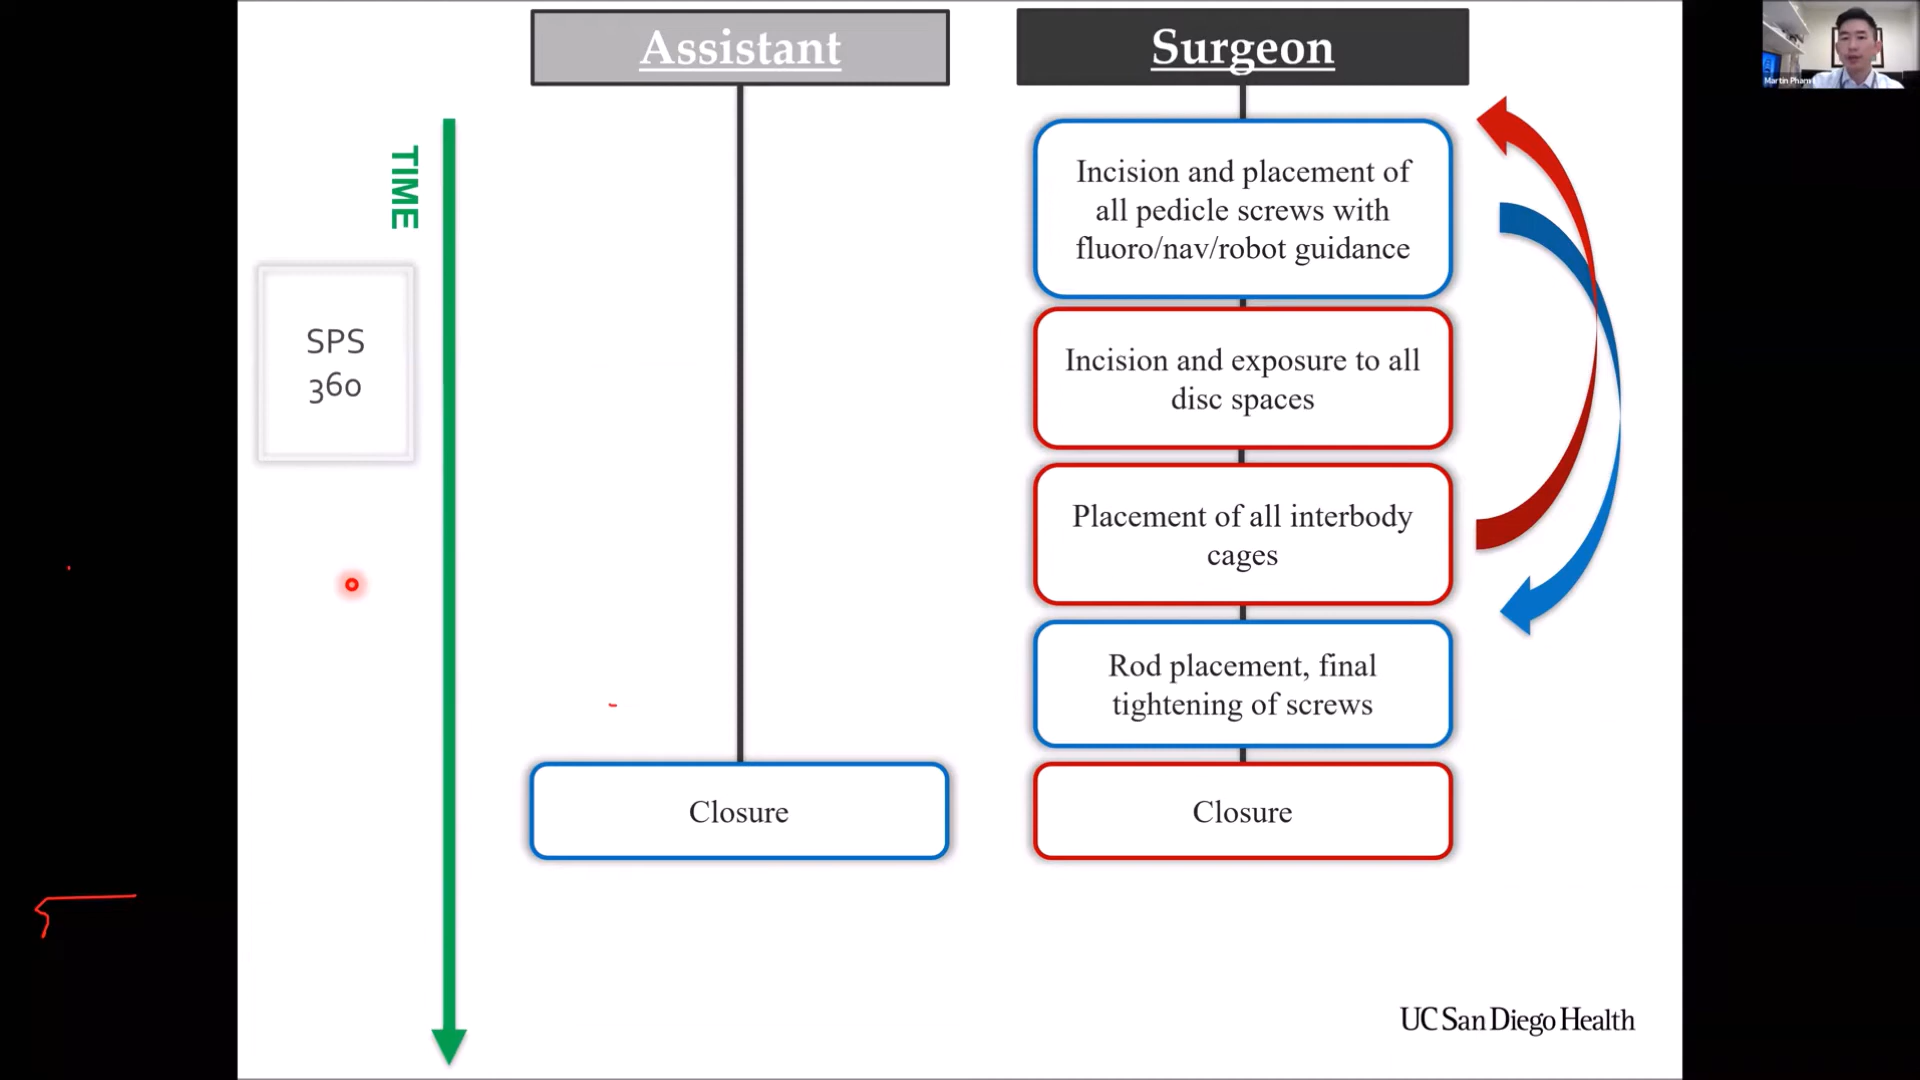 Assistant
Surgeon
Martin Pham
TIME
SPS
360
Incision and placement of
all pedicle screws with
fluoro/nav/robot guidance
Incision and exposure to all
disc spaces
Placement of all interbody
cages
Rod placement, final
tightening of screws
Closure
Closure
UC San Diego Health